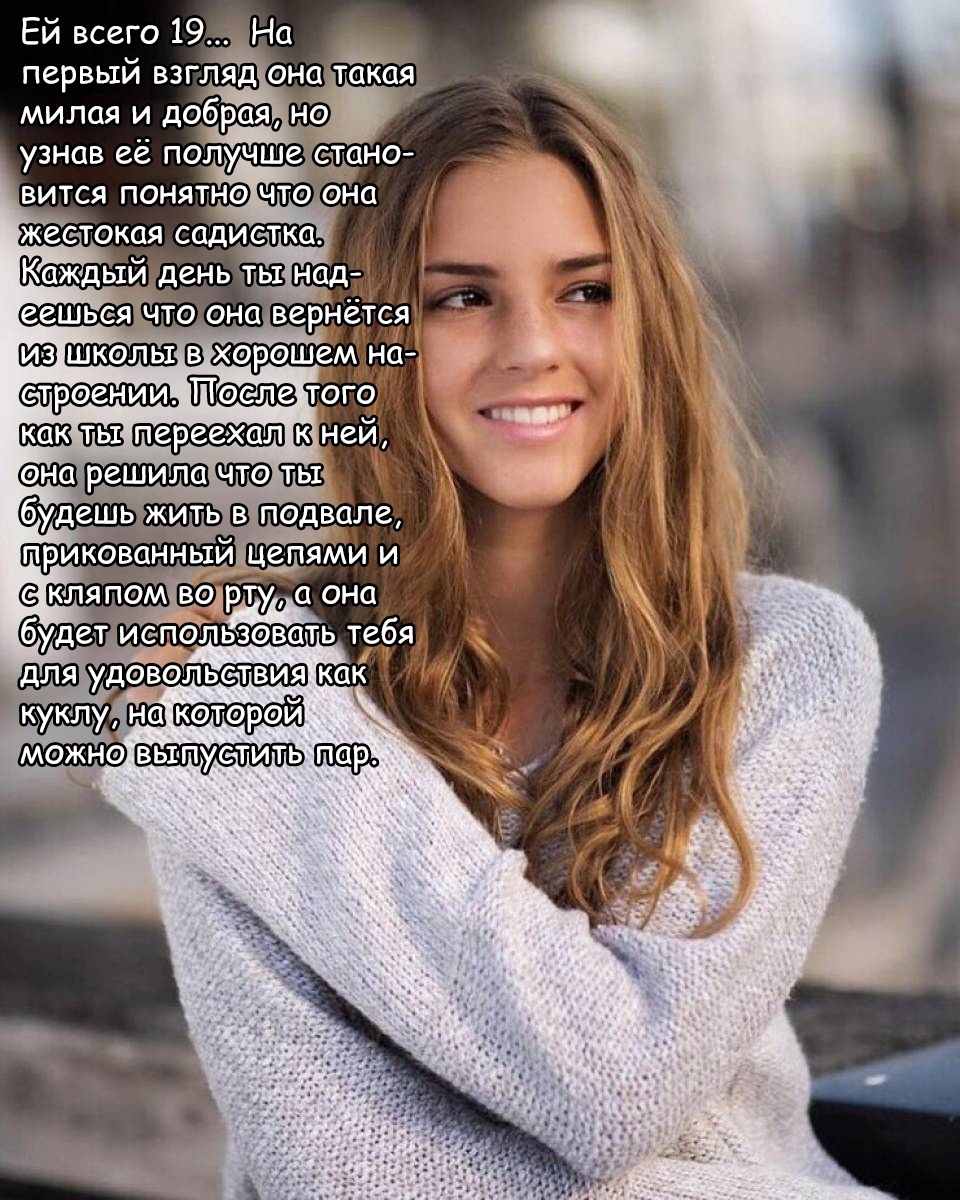 Ей всего 19...  На
первый взгляд она такая
милая и добрая, но
узнав её получше стано-
вится понятно что она
жестокая садистка.
Каждый день ты над-
еешься что она вернётся
из школы в хорошем на-
строении. После того
как ты переехал к ней,
она решила что ты
будешь жить в подвале,
прикованный цепями и
с кляпом во рту, а она
будет использовать тебя
для удовольствия как
куклу, на которой
можно выпустить пар.